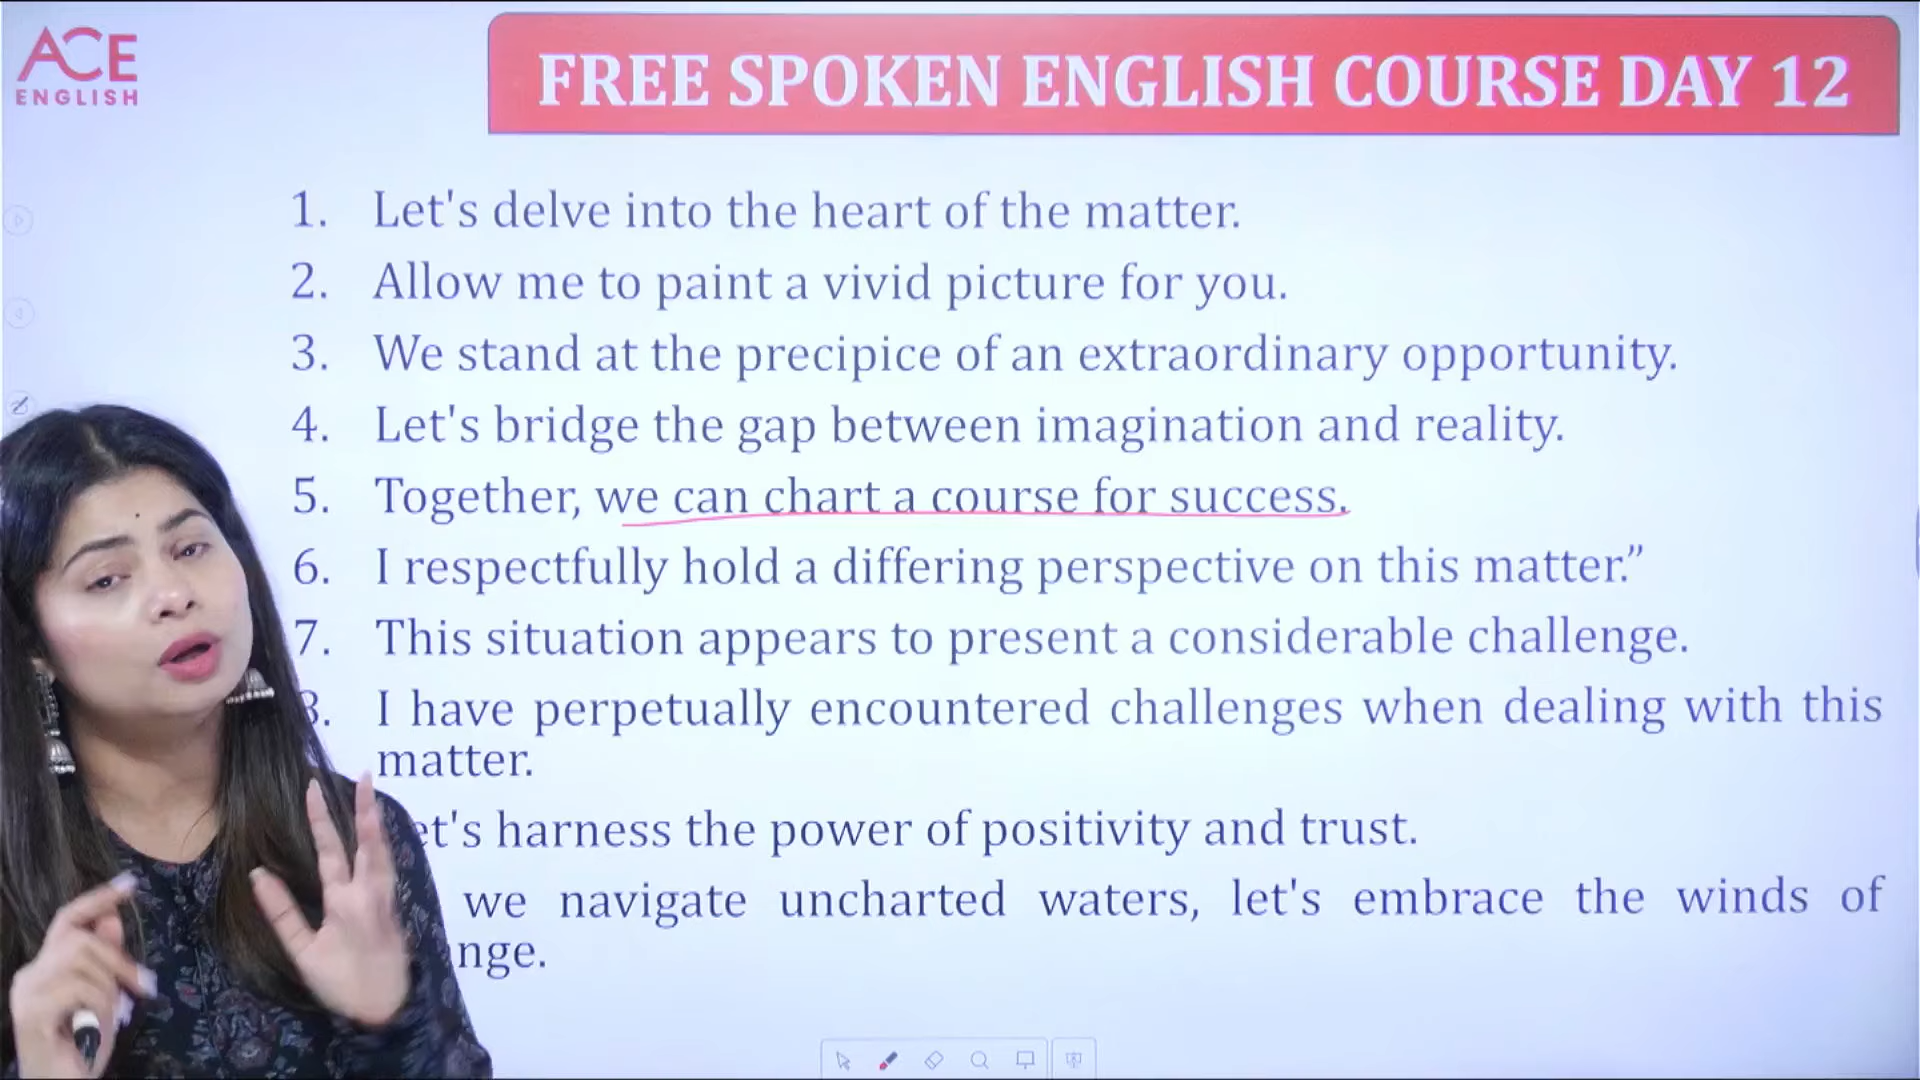 ACE
ENGLISH
FREE SPOKEN ENGLISH COURSE DAY 12
1. Let's delve into the heart of the matter.
2. Allow me to paint a vivid picture for you.
3. We stand at the precipice of an extraordinary opportunity.
4. Let's bridge the gap between imagination and reality.
5. Together, we can chart a course for success.
6. I respectfully hold a differing perspective on this matter.”
7. This situation appears to present a considerable challenge.
8. I have perpetually encountered challenges when dealing with this
matter.
et's harness the power of positivity and trust.
we navigate uncharted waters, let's embrace the winds of
nge.